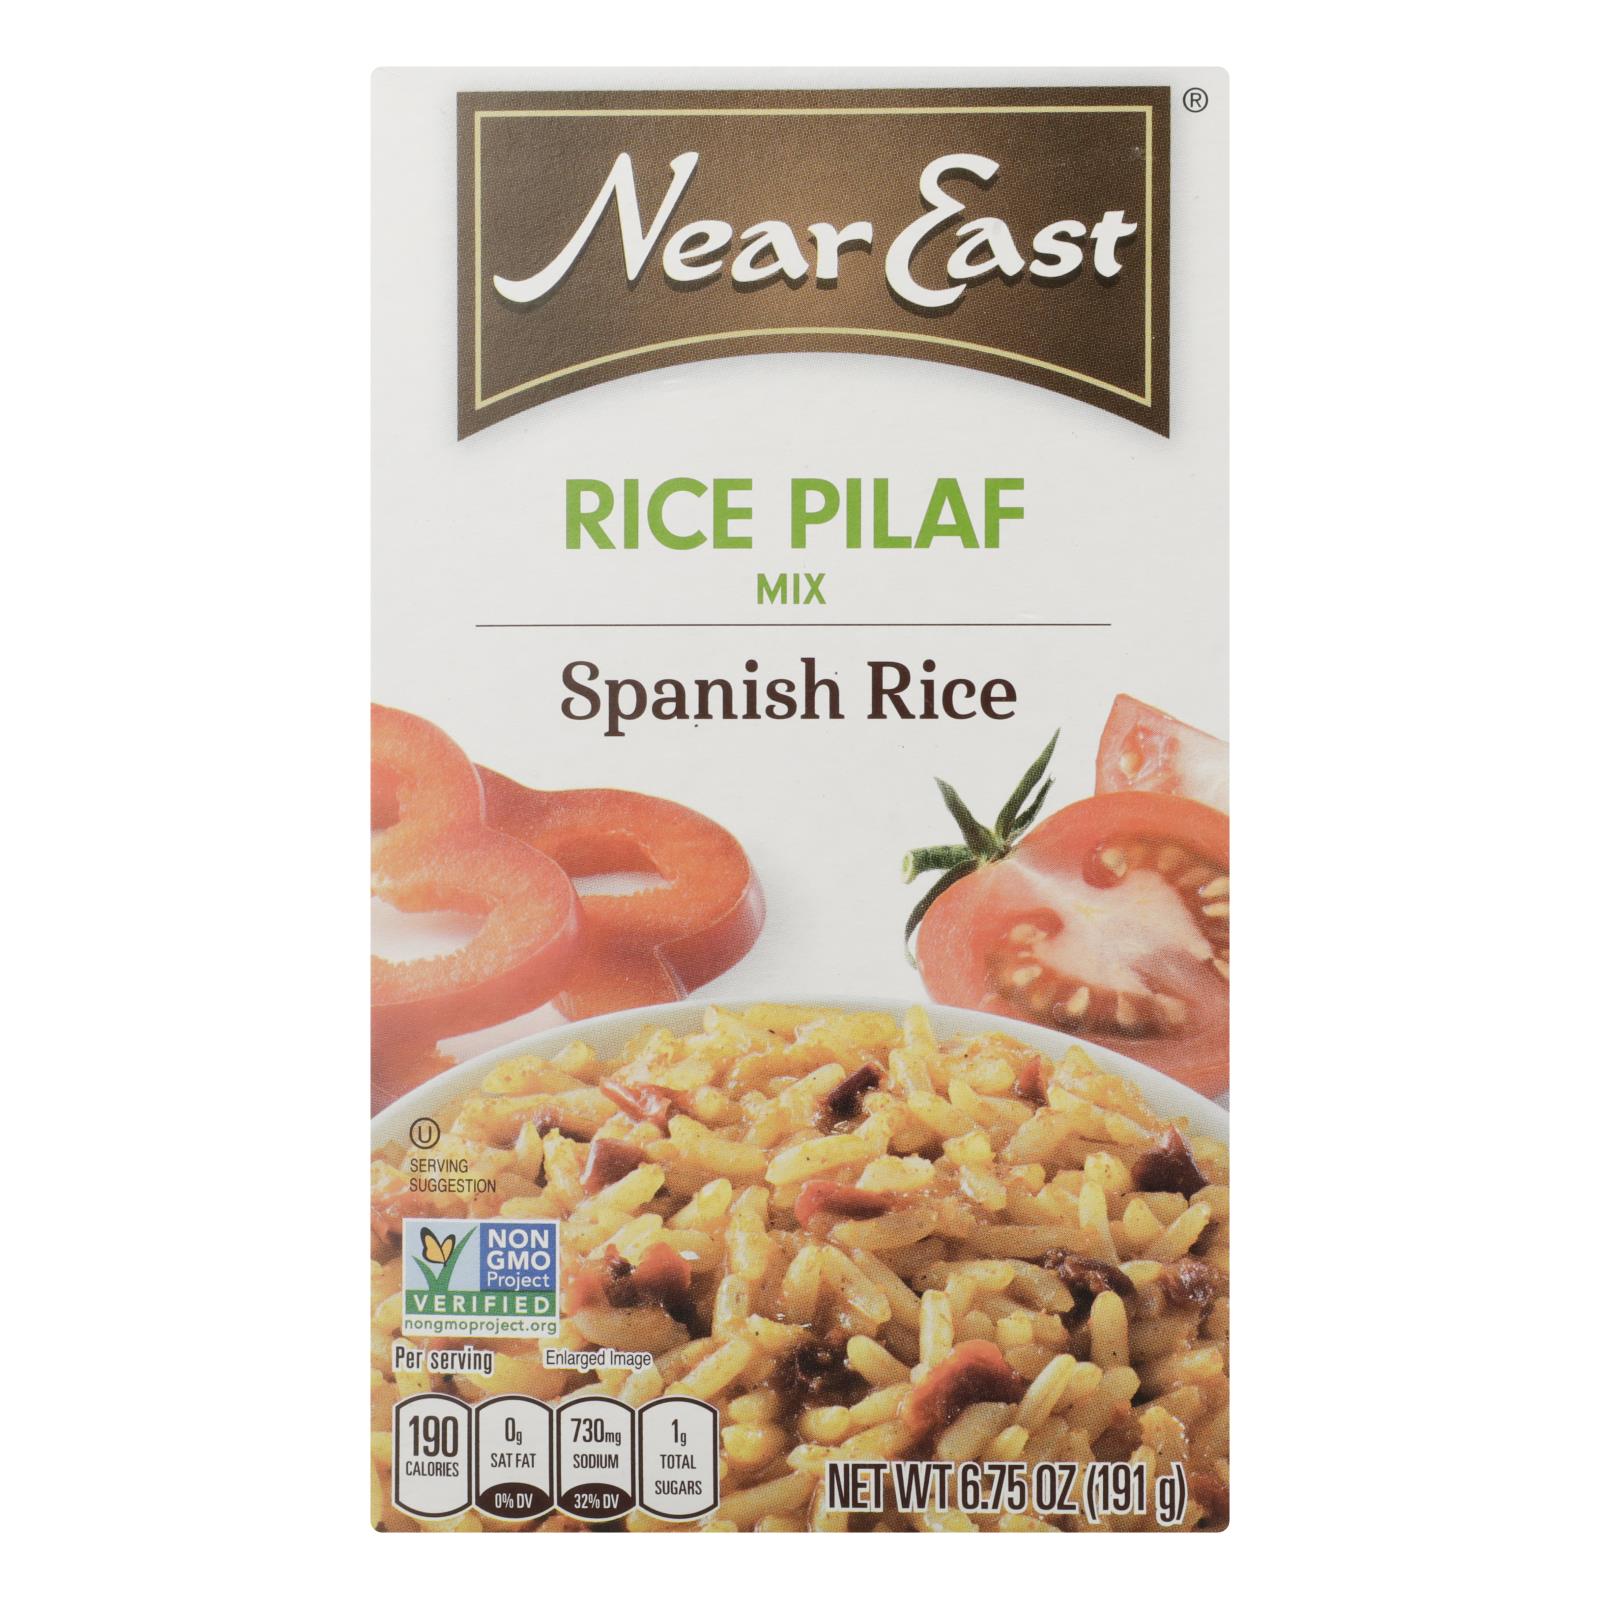 Near East ®
RICE PILAF
MIX
Spanish Rice
U
SERVING
SUGGESTION
NON
GMO
Project
VERIFIED
nongmoproject.org
Per serving
Enlarged Image
190
CALORIES
0g
SAT FAT
0% DV
730mg
SODIUM
32% DV
1g
TOTAL
SUGARS
NET WT 6.75 OZ (191 g)